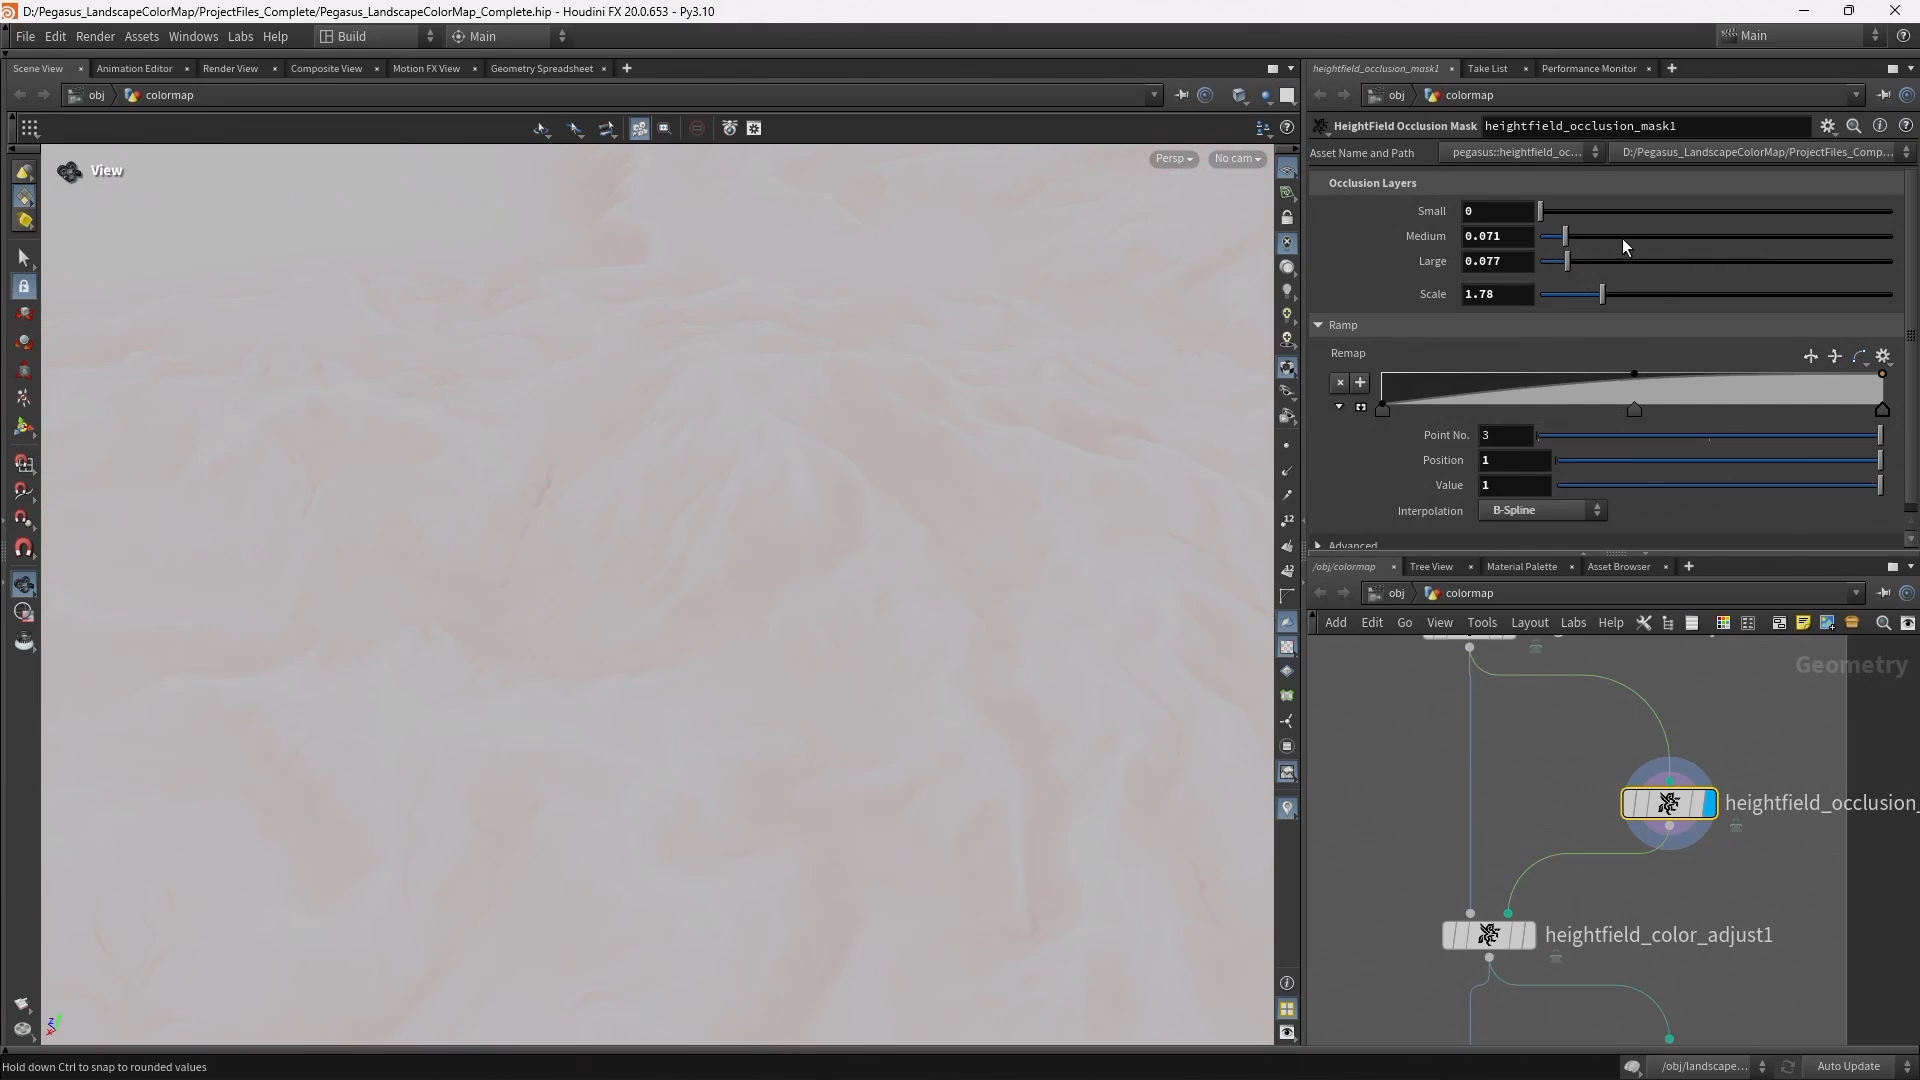 D:/Pegasus_LandscapeColorMap/ProjectFiles_Complete/Pegasus_LandscapeColorMap_Complete.hip - Houdini FX 20.0.653 - Py3.10
File Edit Render Assets Windows Labs Help Build Main Main
Scene View Animation Editor Render View Composite View Motion FX View Geometry Spreadsheet
obj colormap
View
Persp No cam
heightfield_occlusion_mask1 Take List Performance Monitor
obj colormap
HeightField Occlusion Mask heightfield_occlusion_mask1
Asset Name and Path pegasus::heightfield_oc... D:/Pegasus_LandscapeColorMap/ProjectFiles_Comp...
Occlusion Layers
Small 0
Medium 0.071
Large 0.077
Scale 1.78
Ramp
Remap
Point No. 3
Position 1
Value 1
Interpolation B-Spline
Advanced
/obj/colormap Tree View Material Palette Asset Browser
obj colormap
Add Edit Go View Tools Layout Labs Help
Geometry
heightfield_occlusion_
heightfield_color_adjust1
12
12
Z
X
Hold down Ctrl to snap to rounded values
/obj/landscape... Auto Update